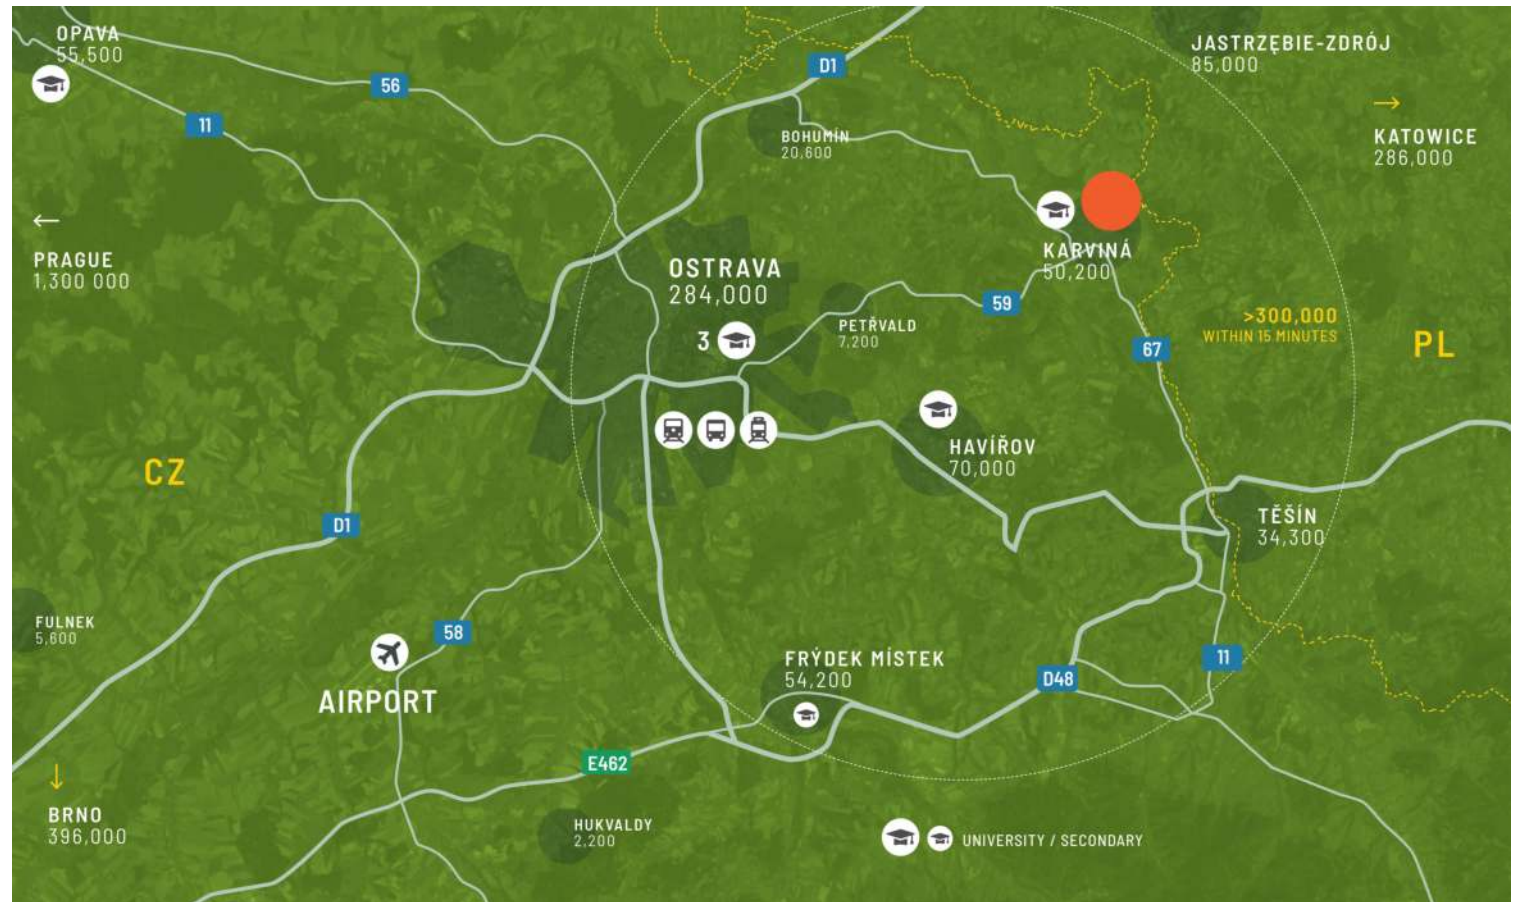 OPAVA
55,500
56
11
D1
JASTRZĘBIE-ZDRÓJ
85,000
KATOWICE
286,000
BOHUMÍN
20,600
PRAGUE
1,300 000
KARVINÁ
50,200
OSTRAVA
284,000
3
PETŘVALD
7,200
59
67
>300,000
WITHIN 15 MINUTES
PL
CZ
HAVÍŘOV
70,000
D1
TĚŠÍN
34,300
FULNEK
5,600
58
AIRPORT
FRÝDEK MÍSTEK
54,200
D48
11
E462
BRNO
396,000
HUKVALDY
2,200
UNIVERSITY / SECONDARY